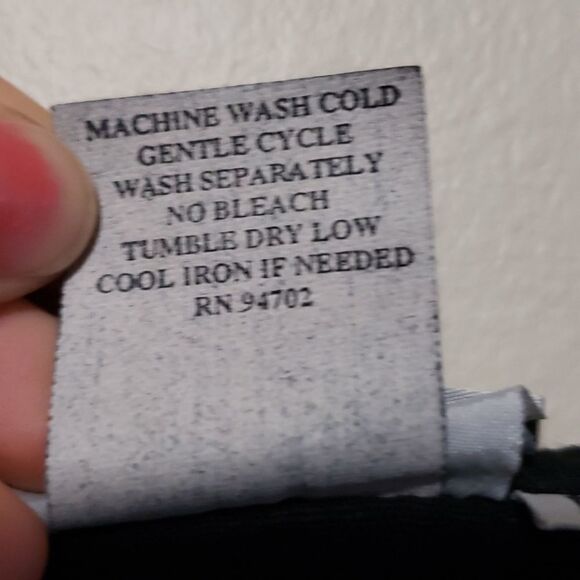 MACHINE WASH COLD
GENTLE CYCLE
WASH SEPARATELY
NO BLEACH
TUMBLE DRY LOW
COOL IRON IF NEEDED
RN 94702